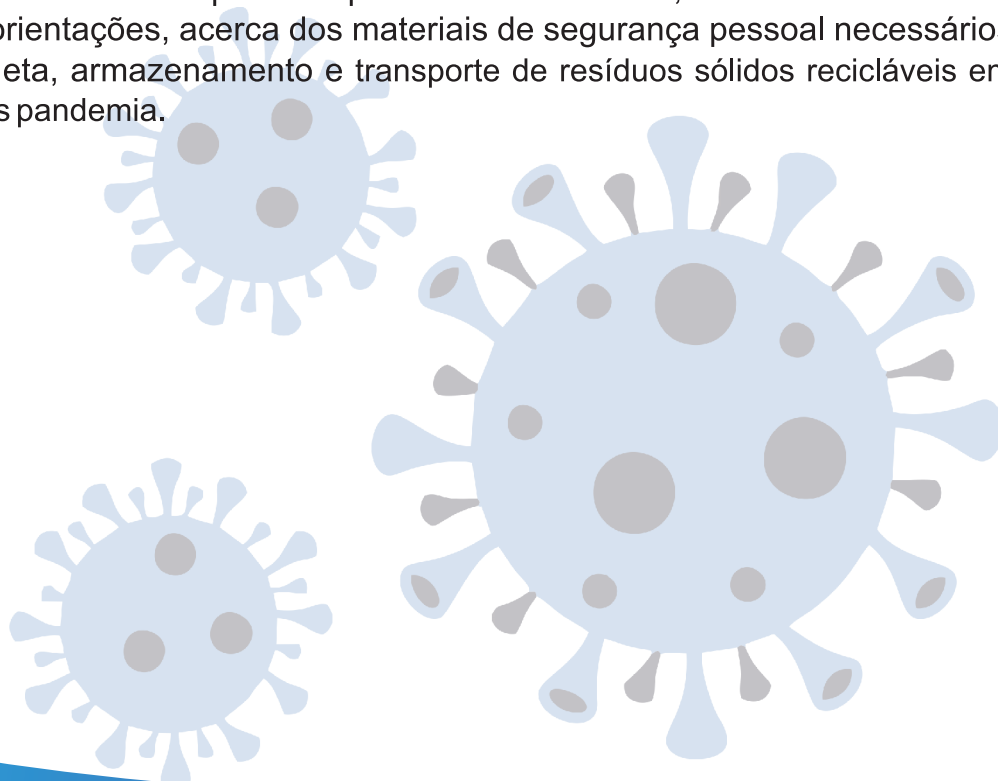 orientações, acerca dos materiais de segurança pessoal necessários
eta, armazenamento e transporte de resíduos sólidos recicláveis em
s pandemia.